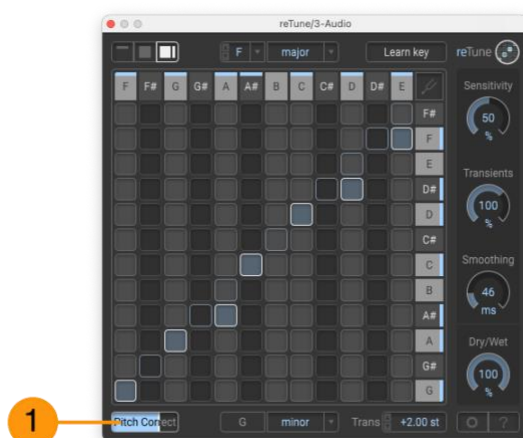 reTune/3-Audio
F major Learn key reTune
F F# G G# A A# B C C# D D# E
Sensitivity
50
%
F#
F
E
D#
D
C#
C
B
A#
A
G#
G
Transients
100
%
Smoothing
46
ms
Dry/Wet
100
%
1
Pitch Correct G minor Trans +2.00 st ?